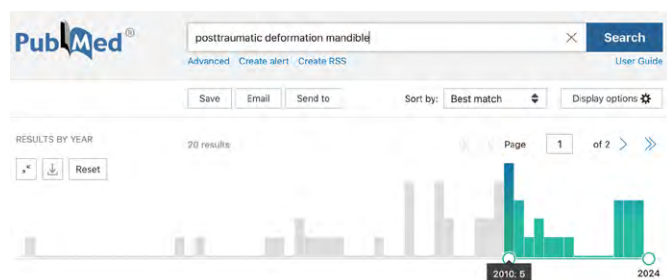 PubMed®
posttraumatic deformation mandible
Search
Advanced Create alert Create RSS
User Guide
Save Email Send to
Sort by: Best match
Display options
RESULTS BY YEAR
20 results
Page 1 of 2
Reset
2010: 5
2024